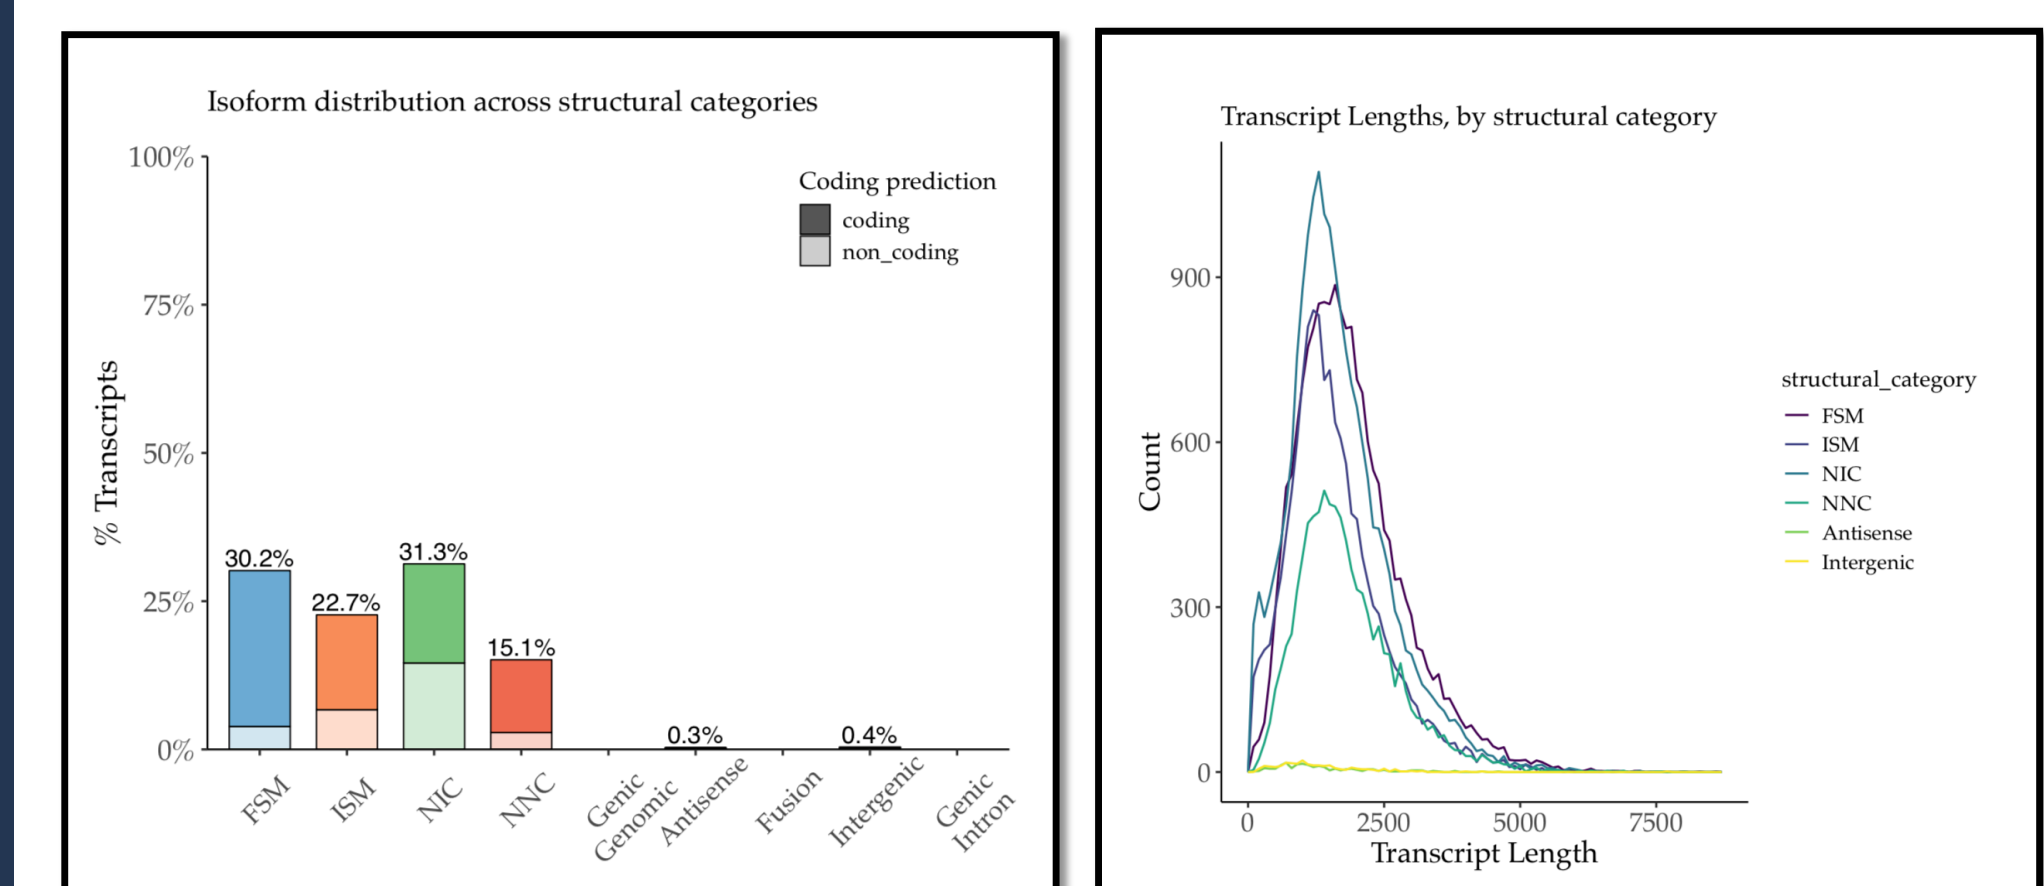 Isoform distribution across structural categories
100%
75%
50%
25%
0%
% Transcripts
Coding prediction
coding
non_coding
30.2%
22.7%
31.3%
15.1%
0.3%
0.4%
FSM
ISM
NIC
NNC
Genic
Genomic
Antisense
Fusion
Intergenic
Genic
Intron
Transcript Lengths, by structural category
900
600
300
0
Count
0
2500
5000
7500
Transcript Length
structural_category
FSM
ISM
NIC
NNC
Antisense
Intergenic